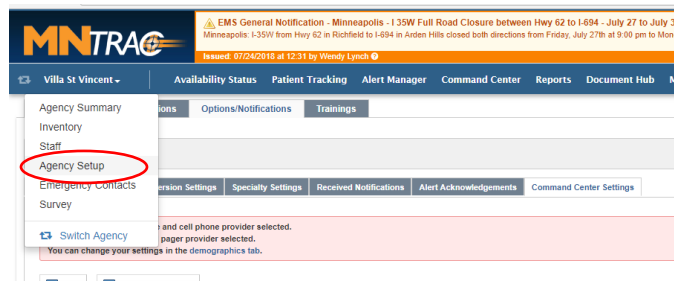 MNTRAC
EMS General Notification - Minneapolis - I 35W Full Road Closure between Hwy 62 to I-694 - July 27 to July 3
Minneapolis: I-35W from Hwy 62 in Richfield to I-694 in Arden Hills closed both directions from Friday, July 27th at 9:00 pm to Mon
Issued: 07/24/2018 at 12:31 by Wendy Lynch
Villa St Vincent Availability Status Patient Tracking Alert Manager Command Center Reports Document Hub
Agency Summary
ions Options/Notifications Trainings
Inventory
Staff
Agency Setup
Emergency Contacts
ersion Settings Specialty Settings Received Notifications Alert Acknowledgements Command Center Settings
Survey
e and cell phone provider selected.
Switch Agency
pager provider selected.
You can change your settings in the demographics tab.